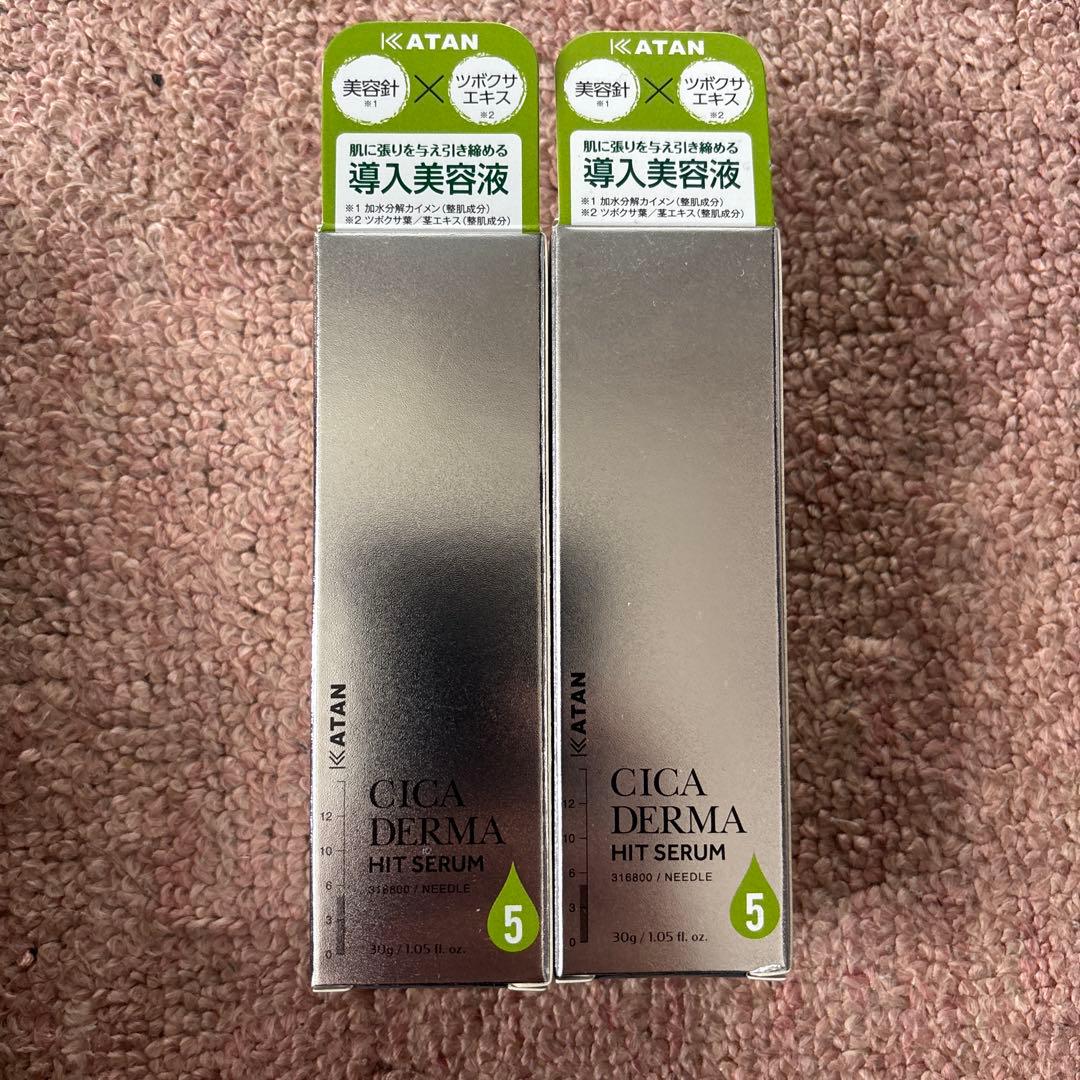 KATAN
美容針
※1
×
ツボクサ
エキス
※2
肌に張りを与え引き締める
導入美容液
※1 加水分解カイメン(整肌成分)
※2 ツボクサ葉/茎エキス(整肌成分)
KATAN
12
10
6
3
0
CICA
DERMA
HIT SERUM
316800 / NEEDLE
30g / 1.05 fl. oz.
5
KATAN
美容針
※1
×
ツボクサ
エキス
※2
肌に張りを与え引き締める
導入美容液
※1 加水分解カイメン(整肌成分)
※2 ツボクサ葉/茎エキス(整肌成分)
KATAN
12
10
6
3
0
CICA
DERMA
HIT SERUM
316800 / NEEDLE
30g / 1.05 fl. oz.
5